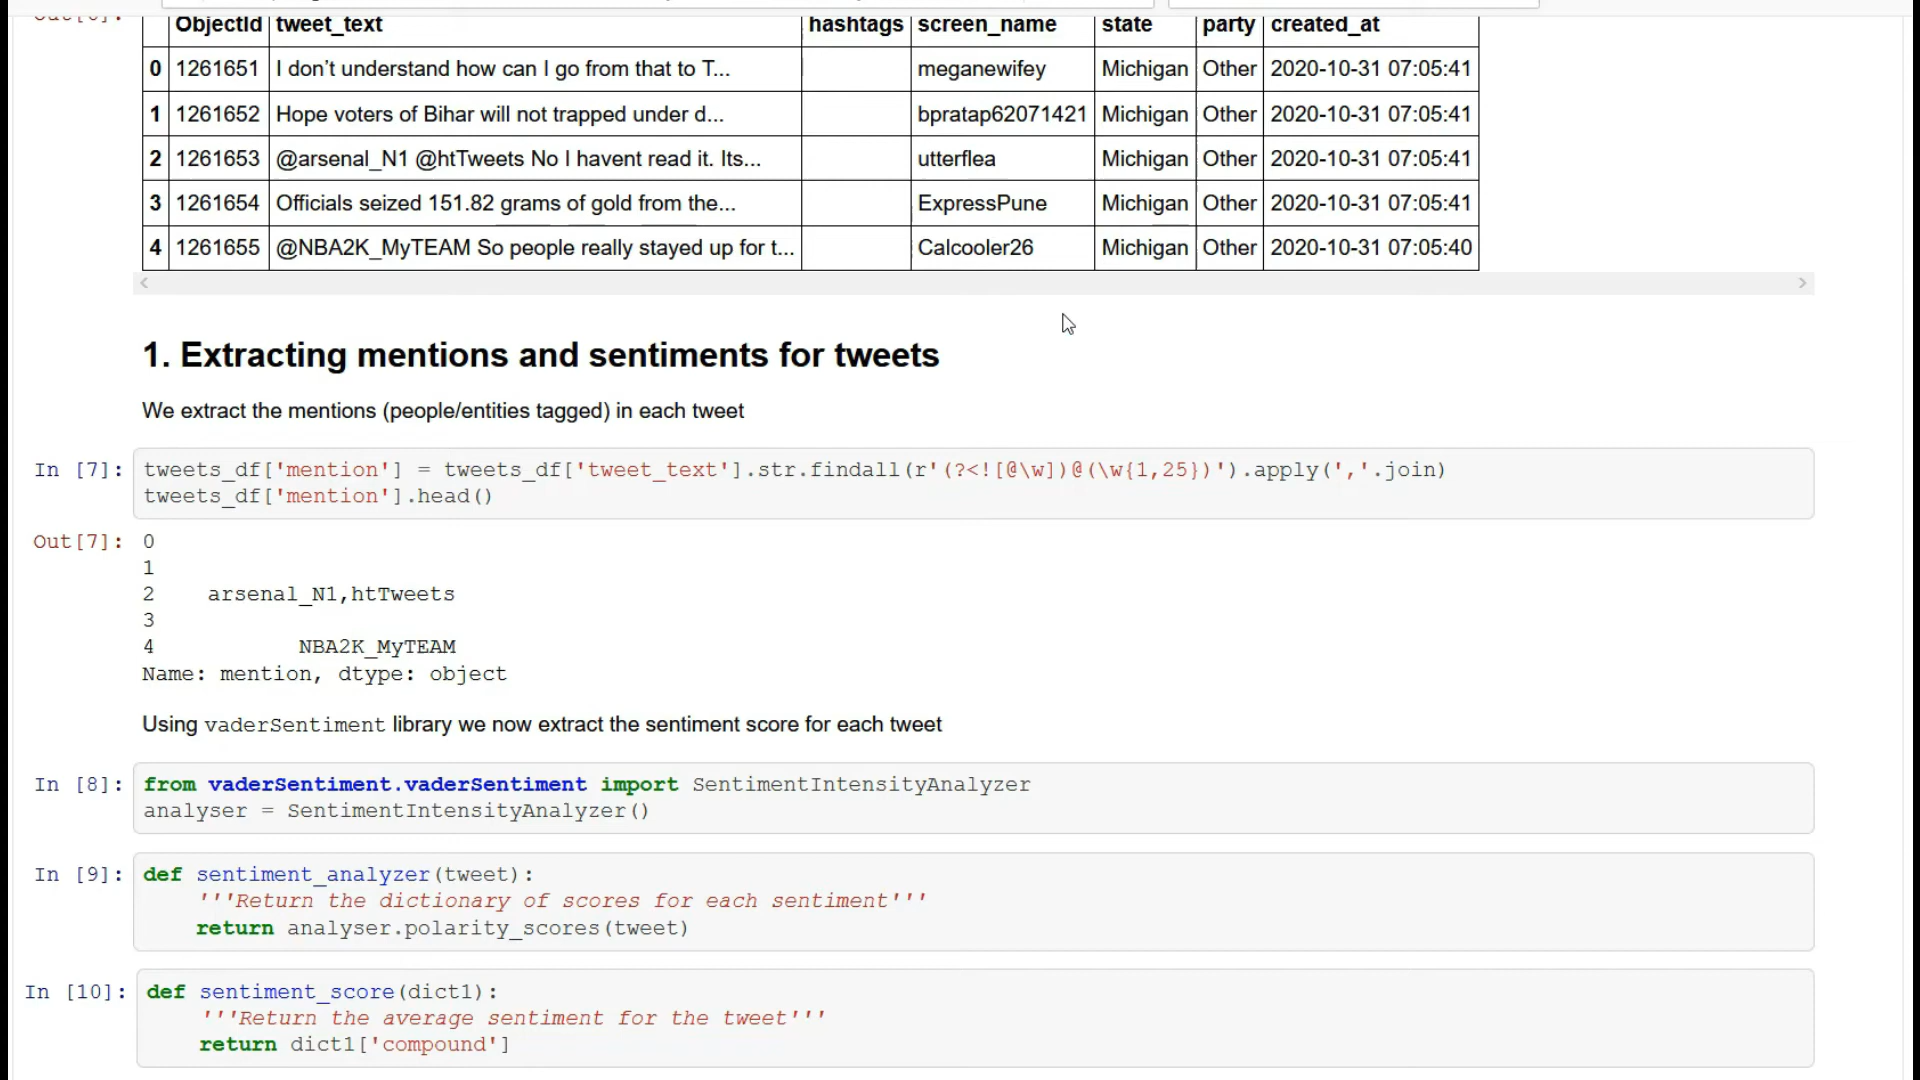 ObjectId tweet_text hashtags screen_name state party created_at
0 1261651 I don’t understand how can I go from that to T... meganewifey Michigan Other 2020-10-31 07:05:41
1 1261652 Hope voters of Bihar will not trapped under d... bpratap62071421 Michigan Other 2020-10-31 07:05:41
2 1261653 @arsenal_N1 @htTweets No I havent read it. Its... utterflea Michigan Other 2020-10-31 07:05:41
3 1261654 Officials seized 151.82 grams of gold from the... ExpressPune Michigan Other 2020-10-31 07:05:41
4 1261655 @NBA2K_MyTEAM So people really stayed up for t... Calcooler26 Michigan Other 2020-10-31 07:05:40
1. Extracting mentions and sentiments for tweets
We extract the mentions (people/entities tagged) in each tweet
In [7]: tweets_df['mention'] = tweets_df['tweet_text'].str.findall(r'(?<![@\w])@(\w{1,25})').apply(','.join)
tweets_df['mention'].head()
Out[7]: 0
1
2 arsenal_N1,htTweets
3
4 NBA2K_MyTEAM
Name: mention, dtype: object
Using vaderSentiment library we now extract the sentiment score for each tweet
In [8]: from vaderSentiment.vaderSentiment import SentimentIntensityAnalyzer
analyser = SentimentIntensityAnalyzer()
In [9]: def sentiment_analyzer(tweet):
'''Return the dictionary of scores for each sentiment'''
return analyser.polarity_scores(tweet)
In [10]: def sentiment_score(dict1):
'''Return the average sentiment for the tweet'''
return dict1['compound']